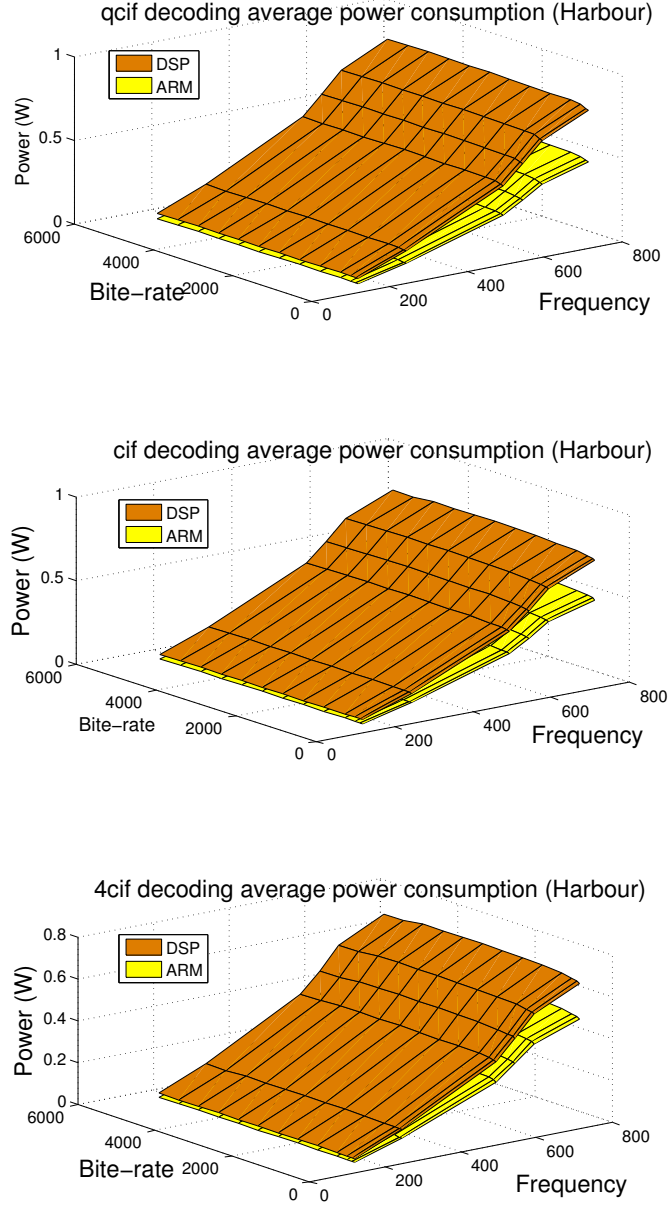 qcif decoding average power consumption (Harbour)
1
DSP
ARM
0.5
Power (W)
0
6000
4000
2000
0
Bite−rate
0
200
400
600
800
Frequency
cif decoding average power consumption (Harbour)
1
DSP
ARM
0.5
Power (W)
0
6000
4000
2000
0
Bite−rate
0
200
400
600
800
Frequency
4cif decoding average power consumption (Harbour)
0.8
DSP
ARM
0.6
0.4
0.2
Power (W)
0
6000
4000
2000
0
Bite−rate
0
200
400
600
800
Frequency